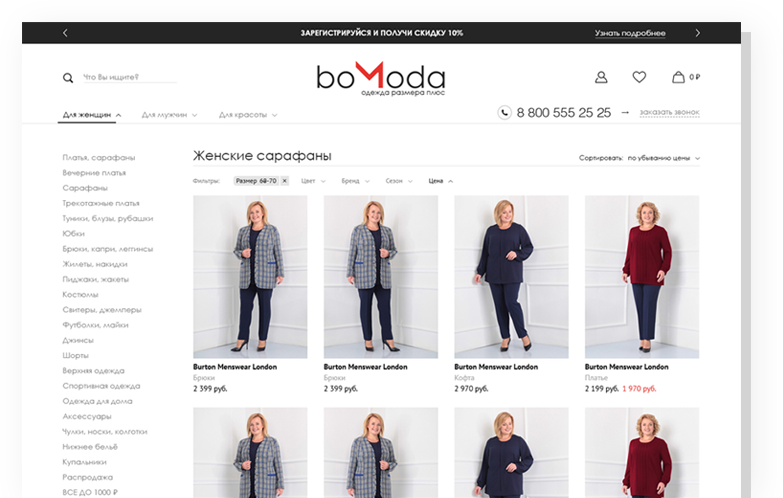 ЗАРЕГИСТРИРУЙСЯ И ПОЛУЧИ СКИДКУ 10%
Узнать подробнее
Что Вы ищите?
boModa
одежда размера плюс
0 ₽
Для женщин
Для мужчин
Для красоты
8 800 555 25 25
заказать звонок
Платья, сарафаны
Вечерние платья
Сарафаны
Трекотажные платья
Туники, блузы, рубашки
Юбки
Брюки, капри, леггинсы
Жилеты, накидки
Пиджаки, жакеты
Костюмы
Свитеры, джемперы
Футболки, майки
Джинсы
Шорты
Верхняя одежда
Спортивная одежда
Одежда для дома
Аксессуары
Чулки, носки, колготки
Нижнее бельё
Купальники
Распродажа
ВСЕ ДО 1000 ₽
Женские сарафаны
Сортировать: по убыванию цены
Фильтры: Размер 60-70 × Цвет Бренд Сезон Цена
Burton Menswear London
Брюки
2 399 руб.
Burton Menswear London
Брюки
2 399 руб.
Burton Menswear London
Кофта
2 970 руб.
Burton Menswear London
Платье
2 199 руб. 1 970 руб.